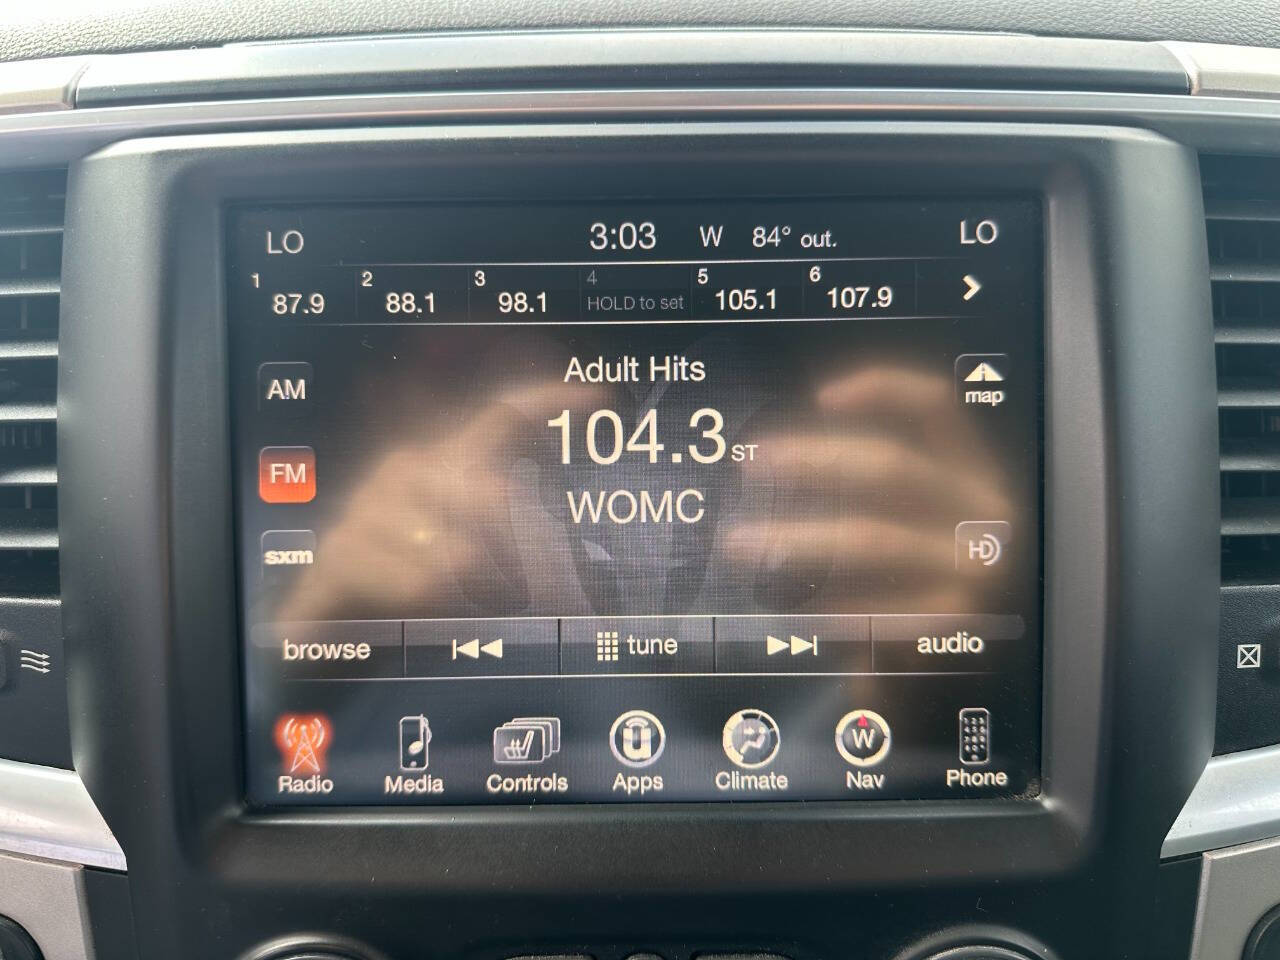 LO 3:03 W 84° out. LO
1 87.9 2 88.1 3 98.1 4 HOLD to set 5 105.1 6 107.9
Adult Hits
AM
map
104.3 ST
FM
WOMC
HD
sxm
browse tune audio
W
Radio Media Controls Apps Climate Nav Phone